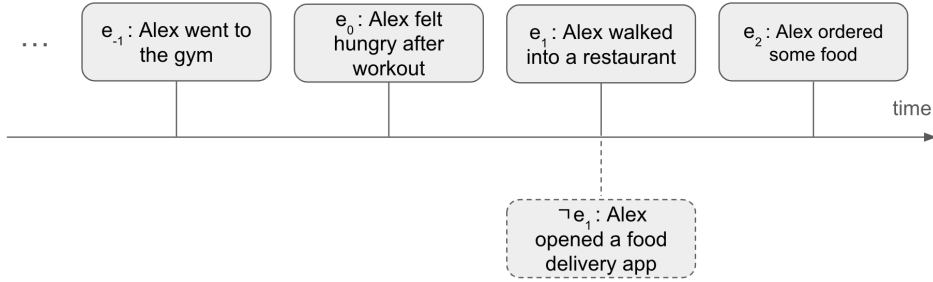 ...
e-1 : Alex went to
the gym
e0 : Alex felt
hungry after
workout
e1 : Alex walked
into a restaurant
e2 : Alex ordered
some food
time
¬e1 : Alex
opened a food
delivery app